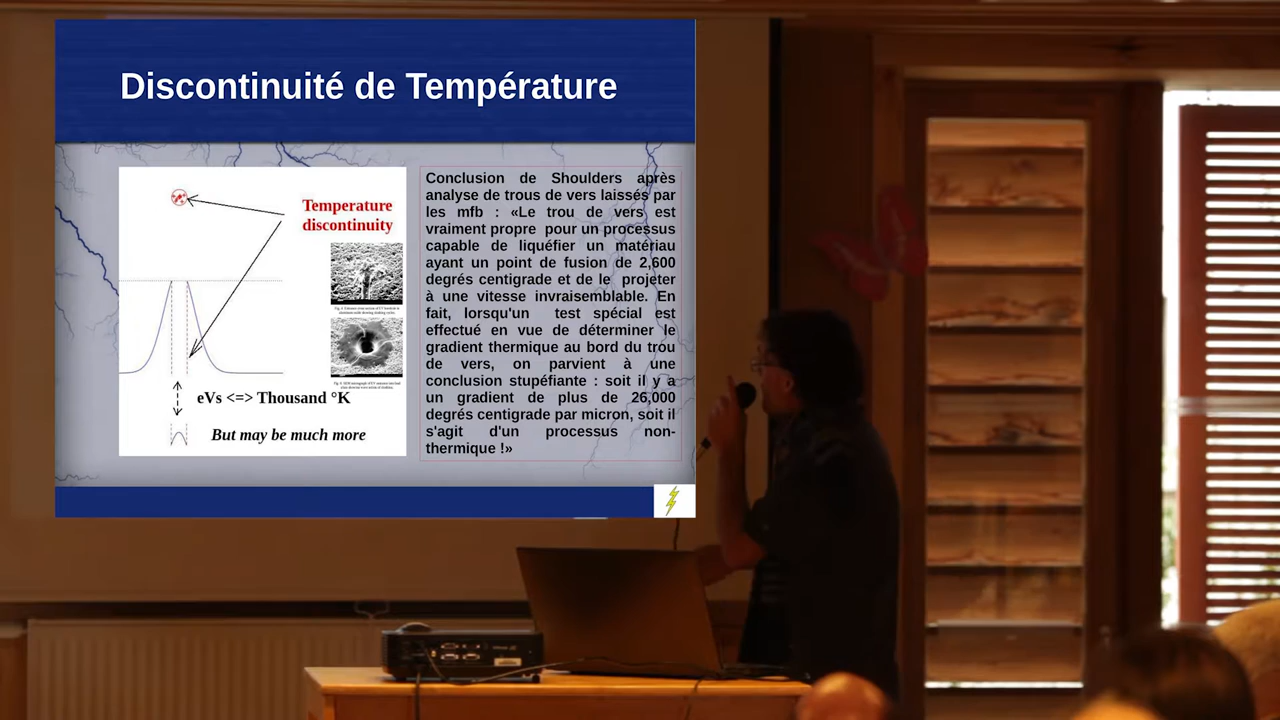 Discontinuité de Température
Temperature
discontinuity
eVs <=> Thousand °K
But may be much more
Conclusion de Shoulders après
analyse de trous de vers laissés par
les mfb : «Le trou de vers est
vraiment propre pour un processus
capable de liquéfier un matériau
ayant un point de fusion de 2,600
degrés centigrade et de le projeter
à une vitesse invraisemblable. En
fait, lorsqu'un test spécial est
effectué en vue de déterminer le
gradient thermique au bord du trou
de vers, on parvient à une
conclusion stupéfiante : soit il y a
un gradient de plus de 26,000
degrés centigrade par micron, soit il
s'agit d'un processus non-
thermique !»